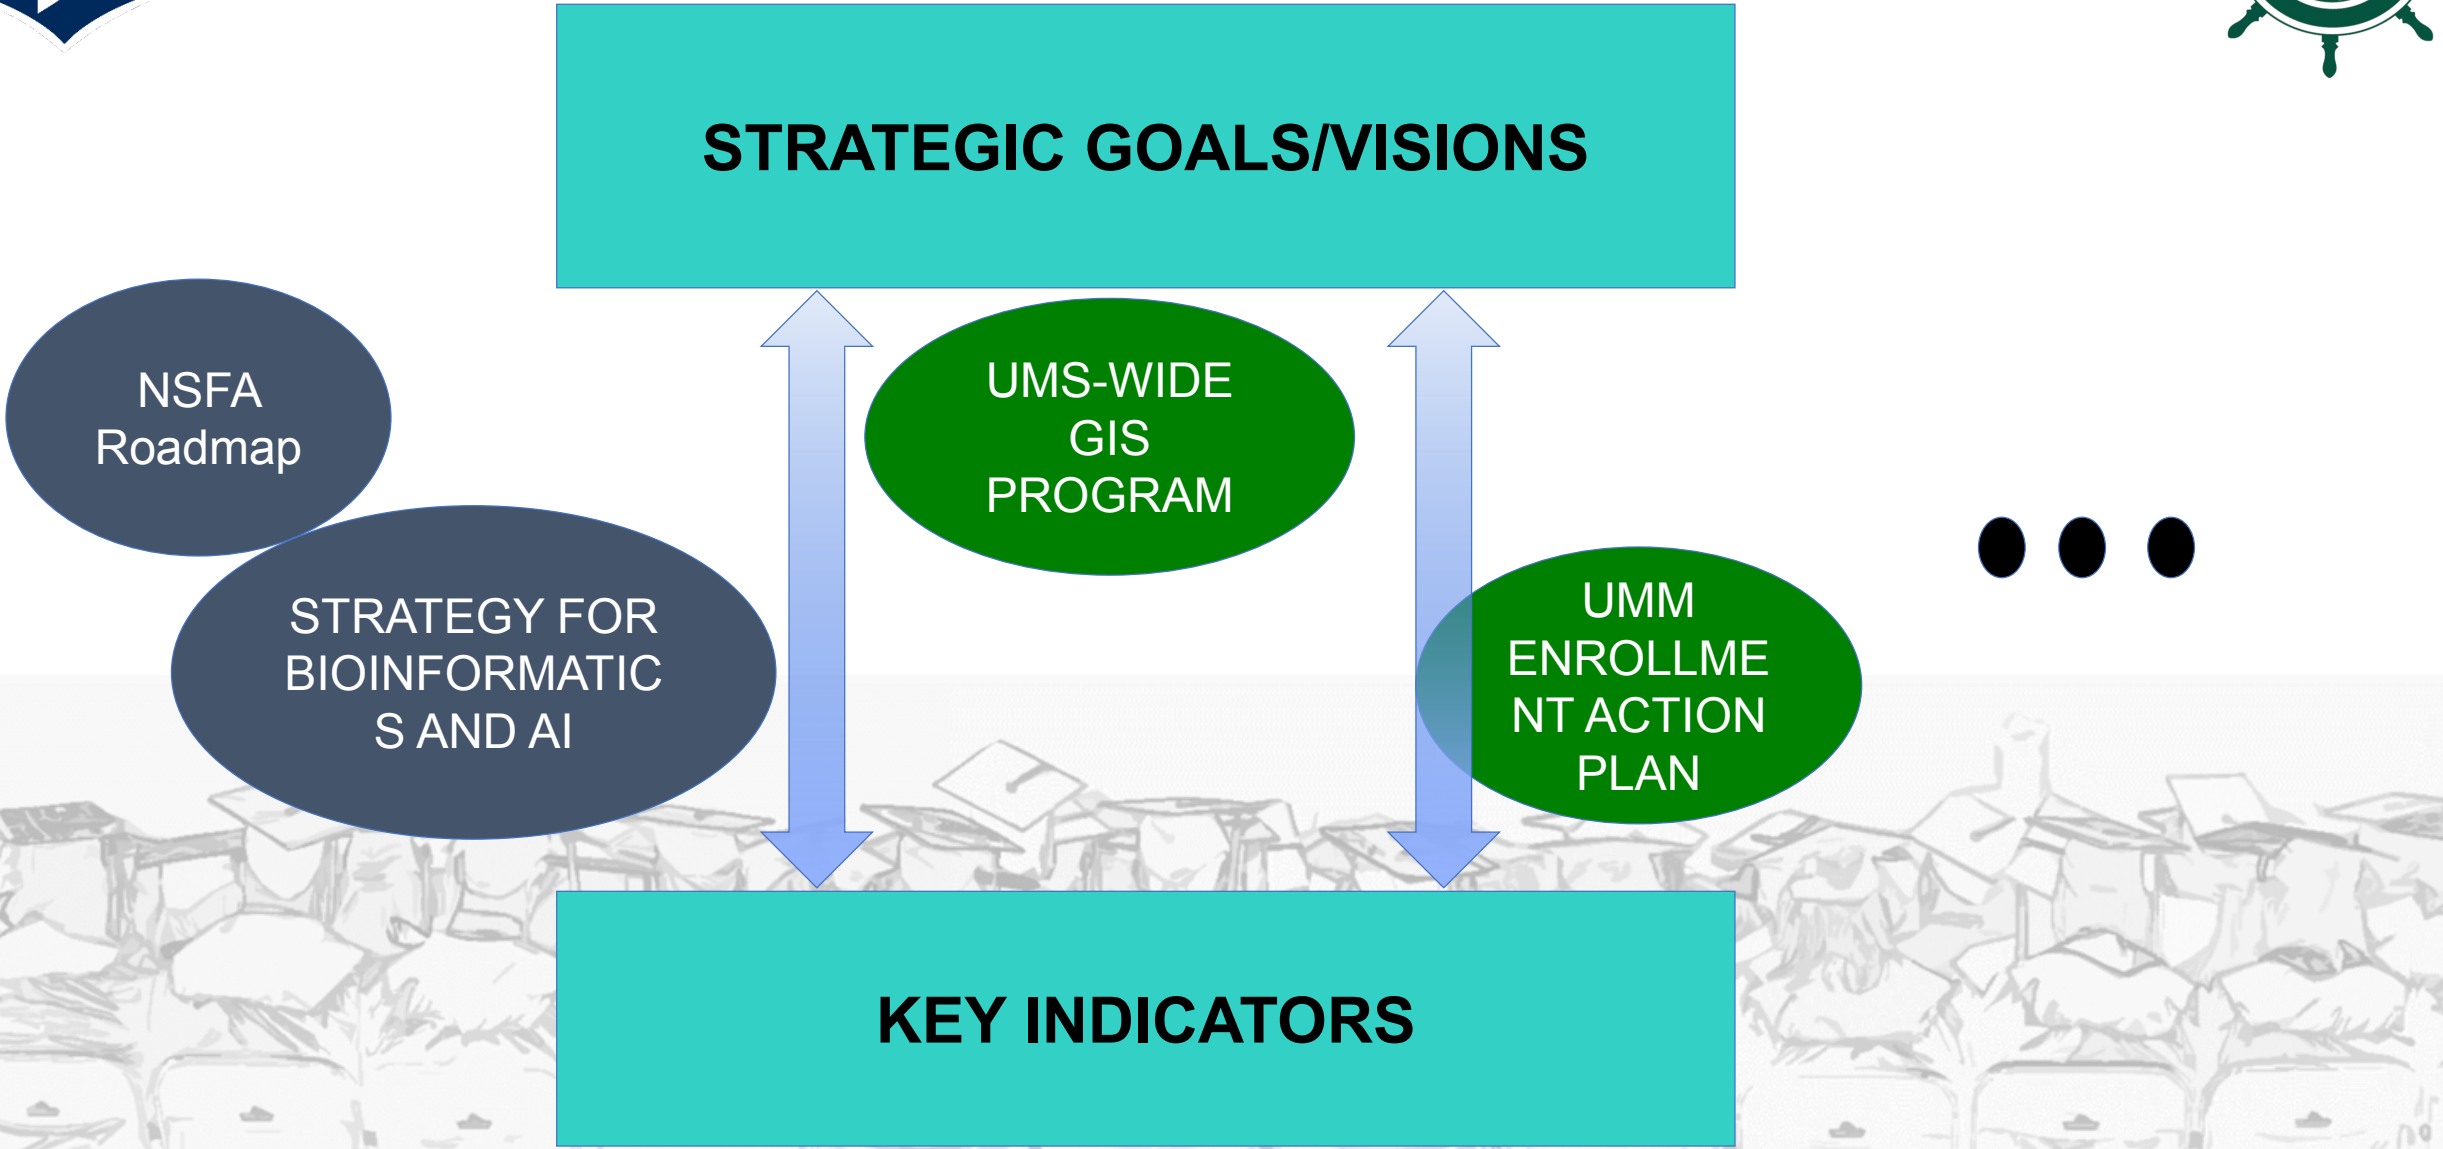 STRATEGIC GOALS/VISIONS
NSFA
Roadmap
UMS-WIDE
GIS
PROGRAM
STRATEGY FOR
BIOINFORMATIC
S AND AI
UMM
ENROLLME
NT ACTION
PLAN
KEY INDICATORS